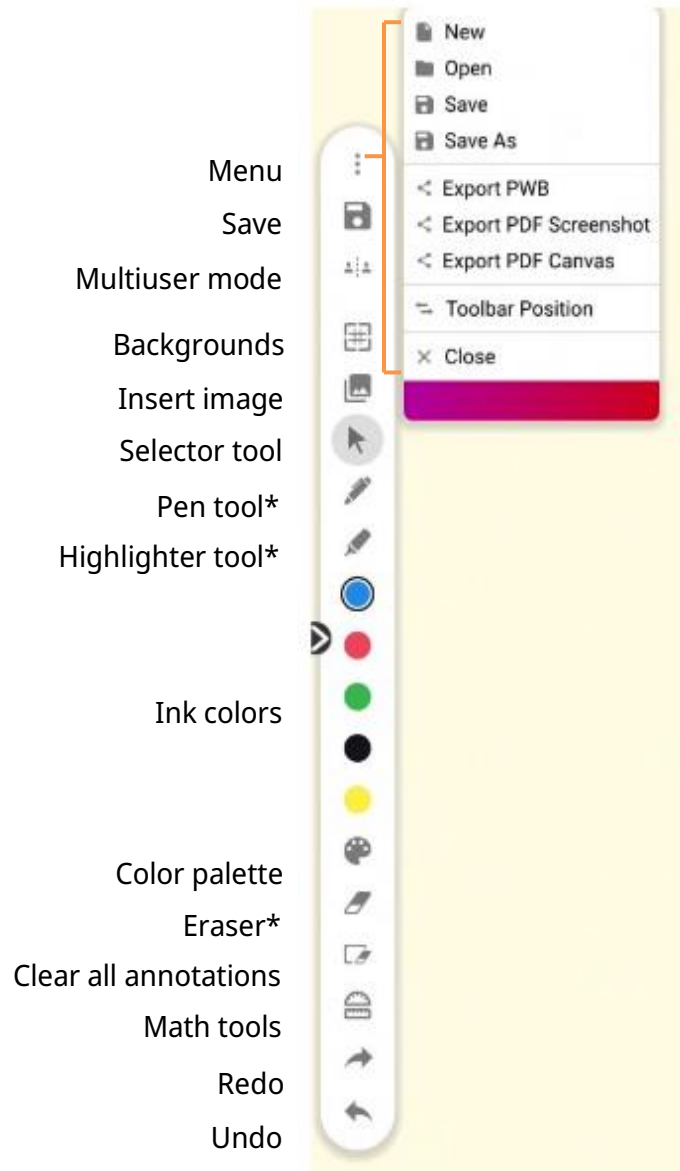 New
Open
Save
Save As
Export PWB
Export PDF Screenshot
Export PDF Canvas
Toolbar Position
Close
Menu
Save
Multiuser mode
Backgrounds
Insert image
Selector tool
Pen tool*
Highlighter tool*
Ink colors
Color palette
Eraser*
Clear all annotations
Math tools
Redo
Undo